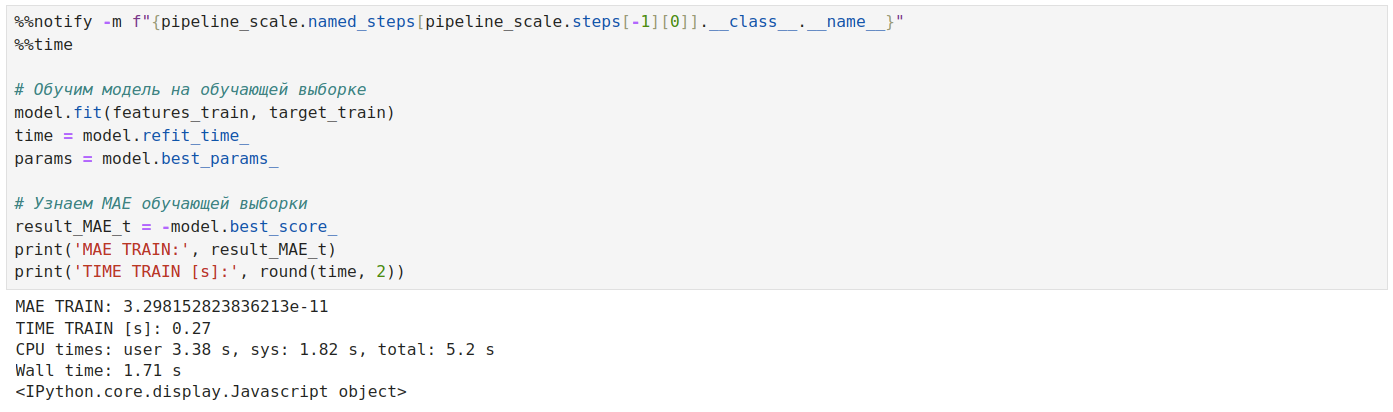 %%notify -m f"{pipeline_scale.named_steps[pipeline_scale.steps[-1][0]].__class__.__name__}"
%%time
# Обучим модель на обучающей выборке
model.fit(features_train, target_train)
time = model.refit_time_
params = model.best_params_
# Узнаем MAE обучающей выборки
result_MAE_t = -model.best_score_
print('MAE TRAIN:', result_MAE_t)
print('TIME TRAIN [s]:', round(time, 2))
MAE TRAIN: 3.298152823836213e-11
TIME TRAIN [s]: 0.27
CPU times: user 3.38 s, sys: 1.82 s, total: 5.2 s
Wall time: 1.71 s
<IPython.core.display.Javascript object>